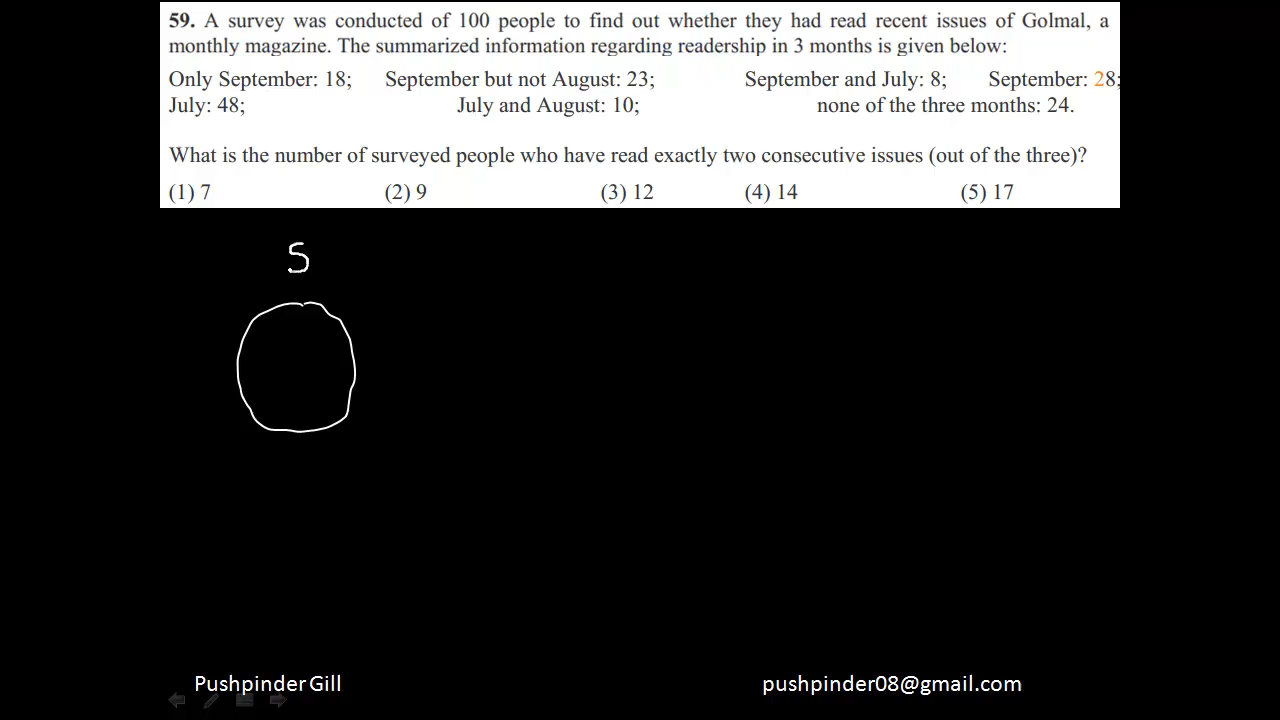 59. A survey was conducted of 100 people to find out whether they had read recent issues of Golmal, a
monthly magazine. The summarized information regarding readership in 3 months is given below:
Only September: 18; September but not August: 23; September and July: 8; September: 28;
July: 48; July and August: 10; none of the three months: 24.
What is the number of surveyed people who have read exactly two consecutive issues (out of the three)?
(1) 7 (2) 9 (3) 12 (4) 14 (5) 17
S
Pushpinder Gill pushpinder08@gmail.com